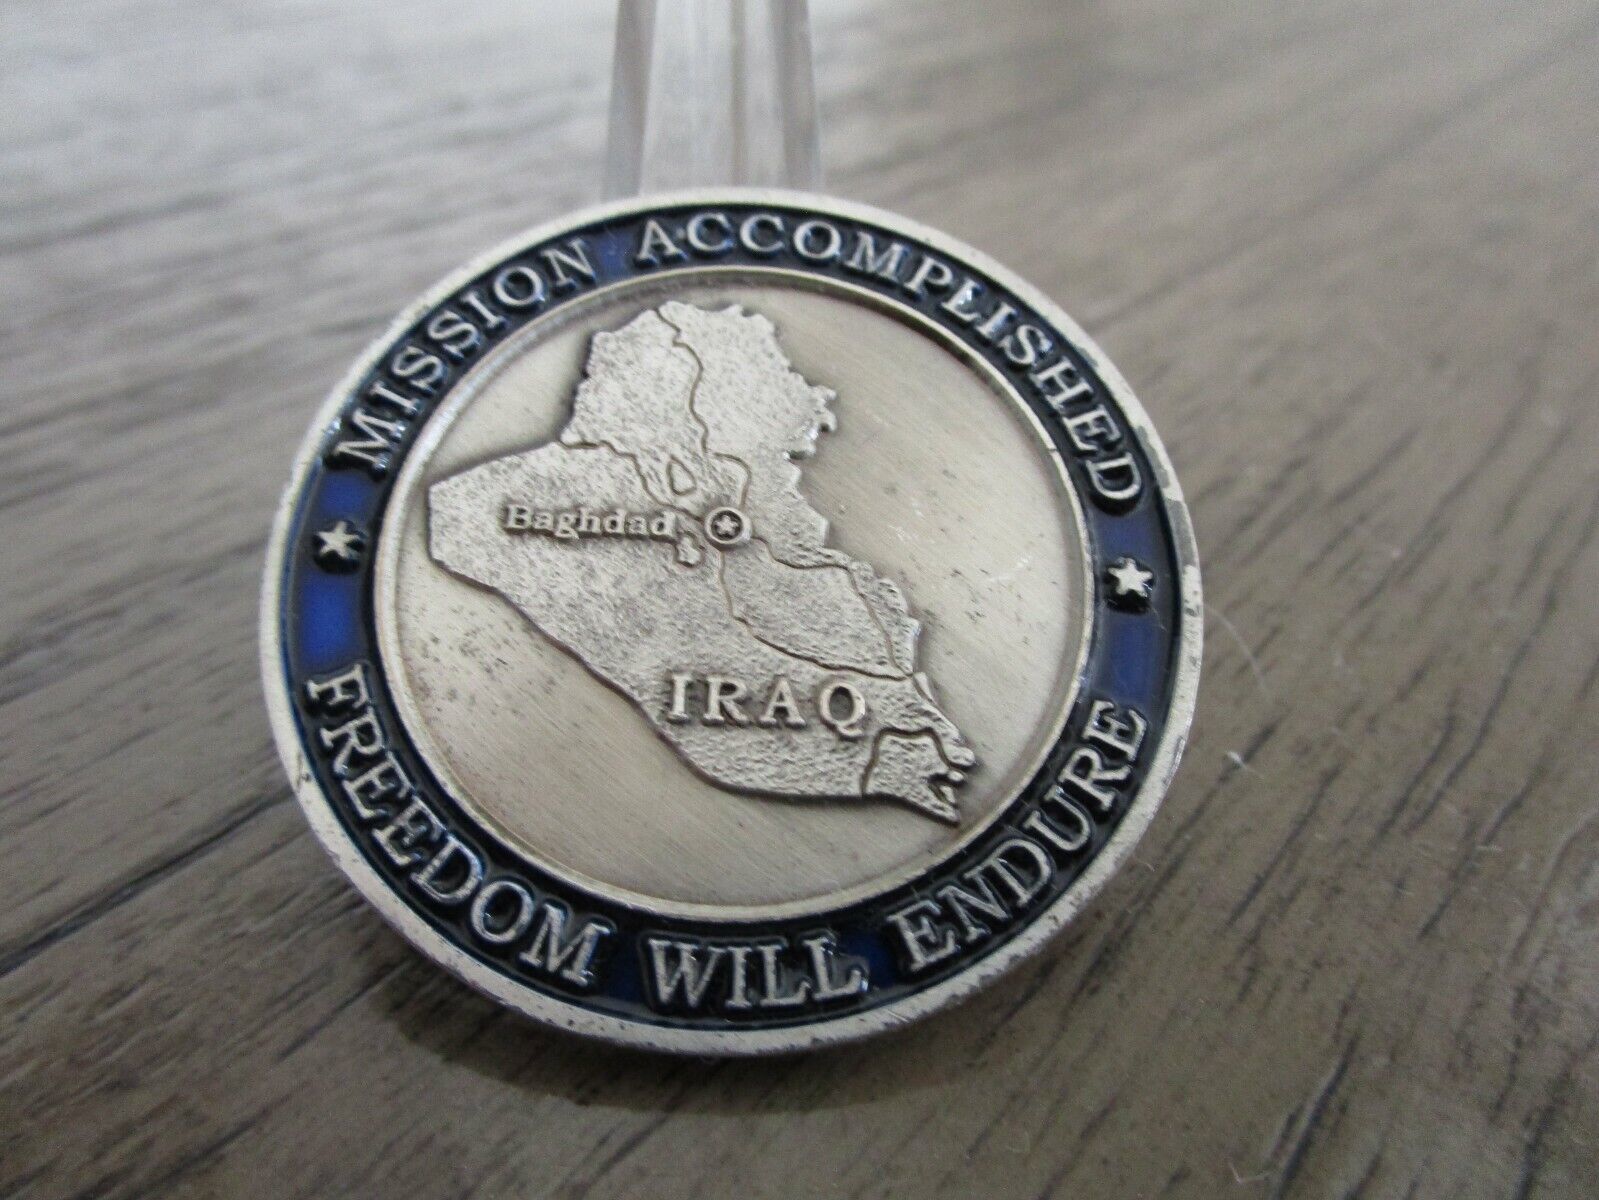 MISSION ACCOMPLISHED
Baghdad
IRAQ
FREEDOM WILL ENDURE